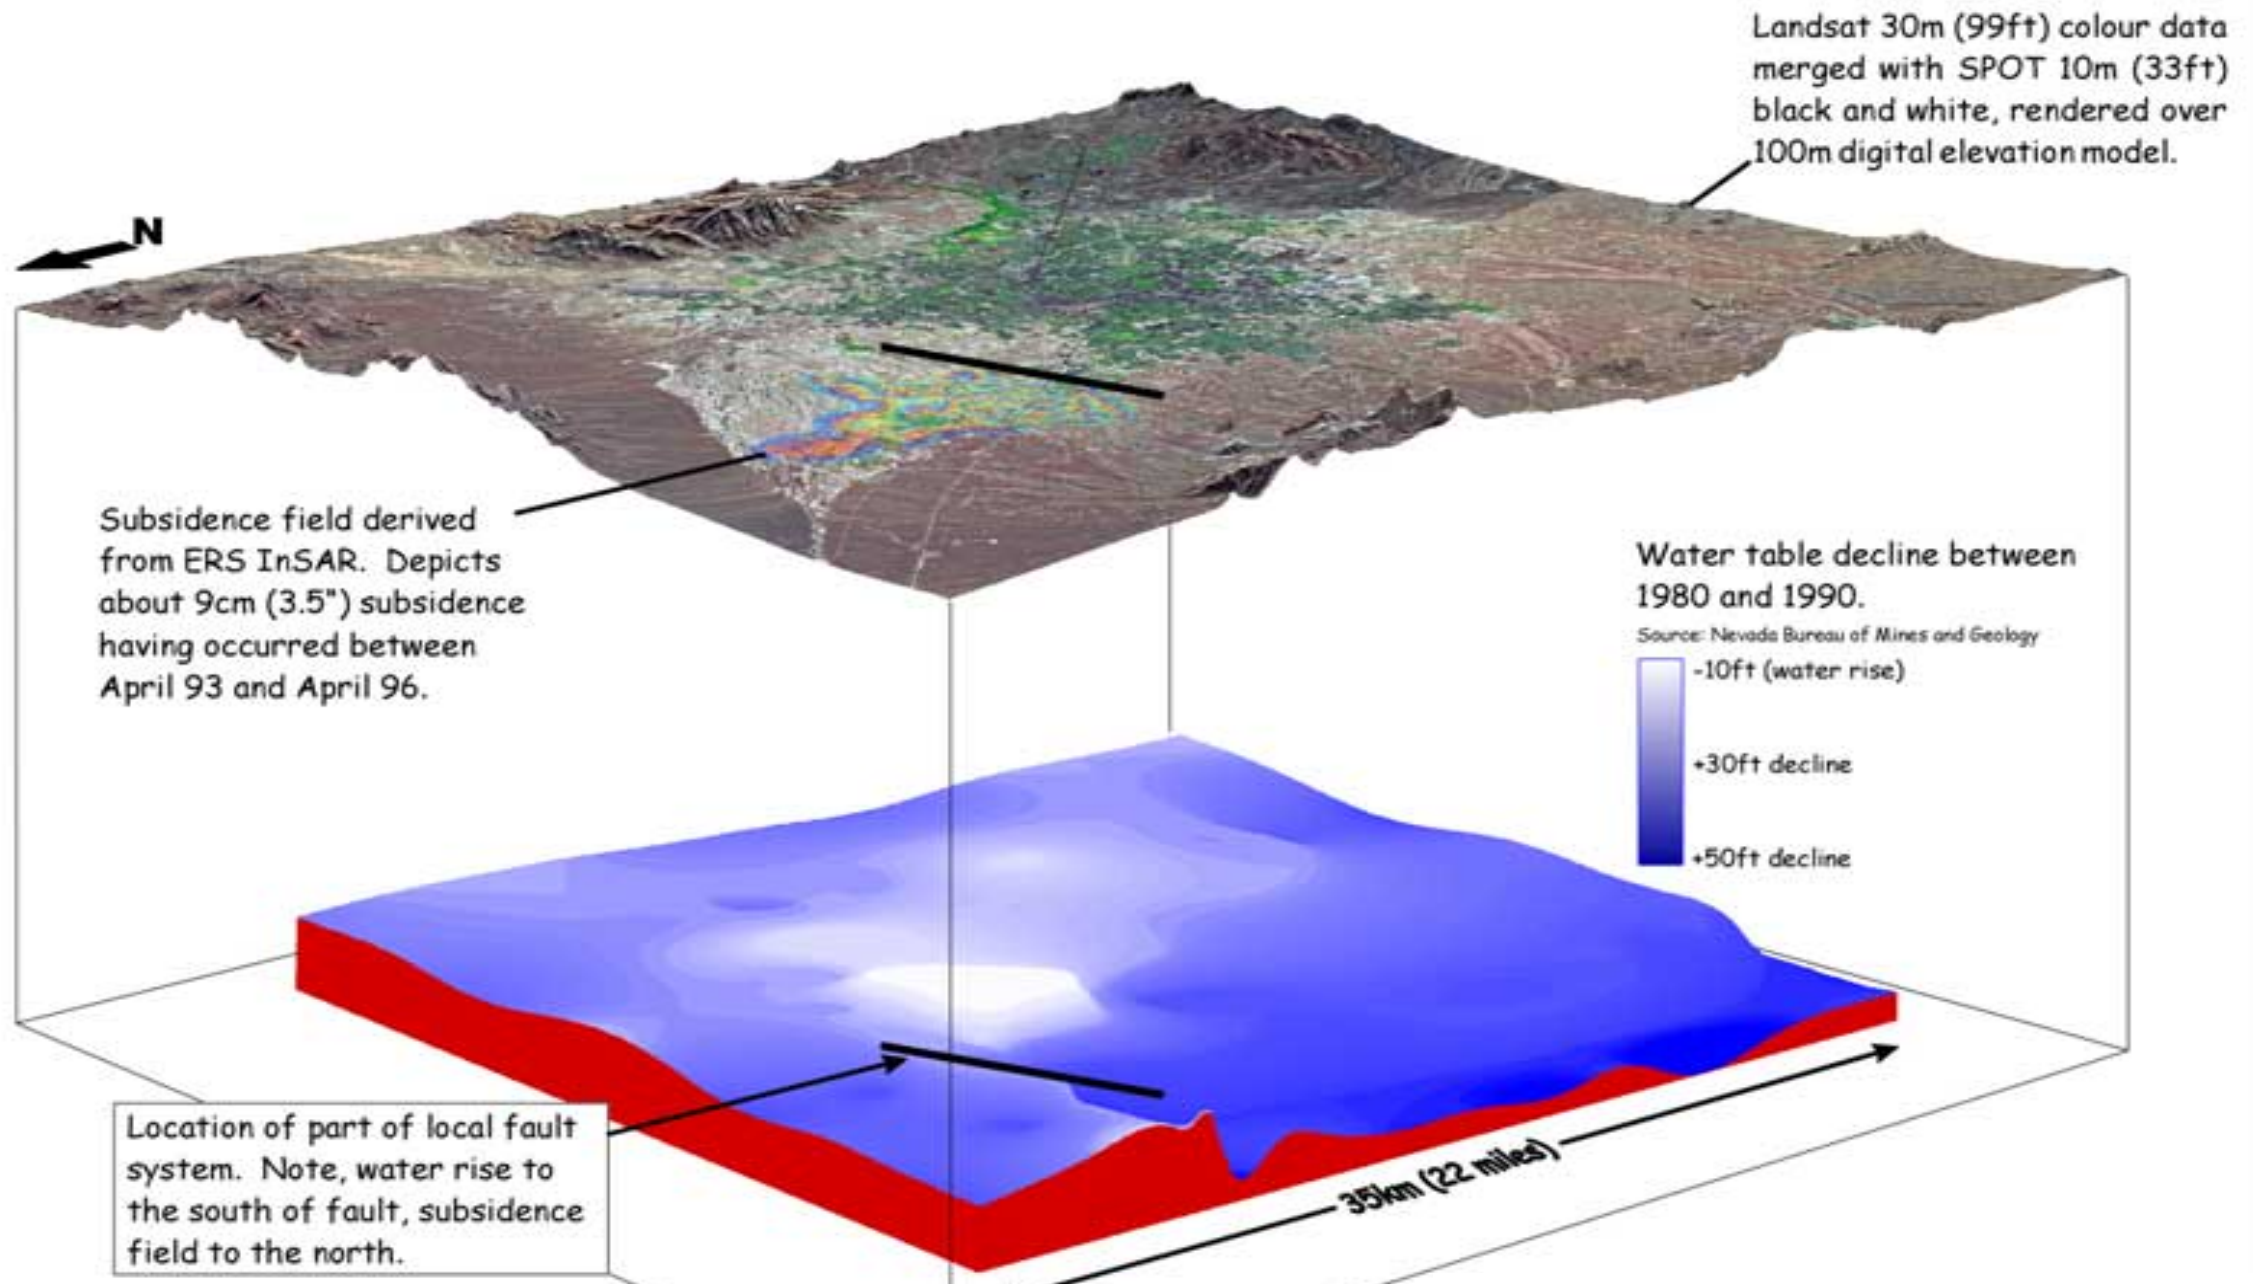 Landsat 30m (99ft) colour data
merged with SPOT 10m (33ft)
black and white, rendered over
100m digital elevation model.
N
Subsidence field derived
from ERS InSAR. Depicts
about 9cm (3.5") subsidence
having occurred between
April 93 and April 96.
Water table decline between
1980 and 1990.
Source: Nevada Bureau of Mines and Geology
-10ft (water rise)
+30ft decline
+50ft decline
Location of part of local fault
system. Note, water rise to
the south of fault, subsidence
field to the north.
35km (22 miles)